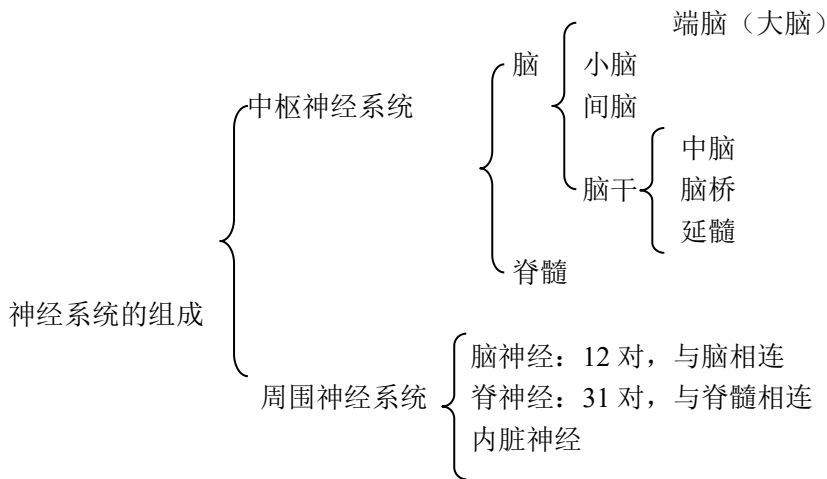 端脑（大脑）
脑
小脑
中枢神经系统
间脑
中脑
脑干
脑桥
延髓
脊髓
神经系统的组成
脑神经：12 对，与脑相连
周围神经系统
脊神经：31 对，与脊髓相连
内脏神经